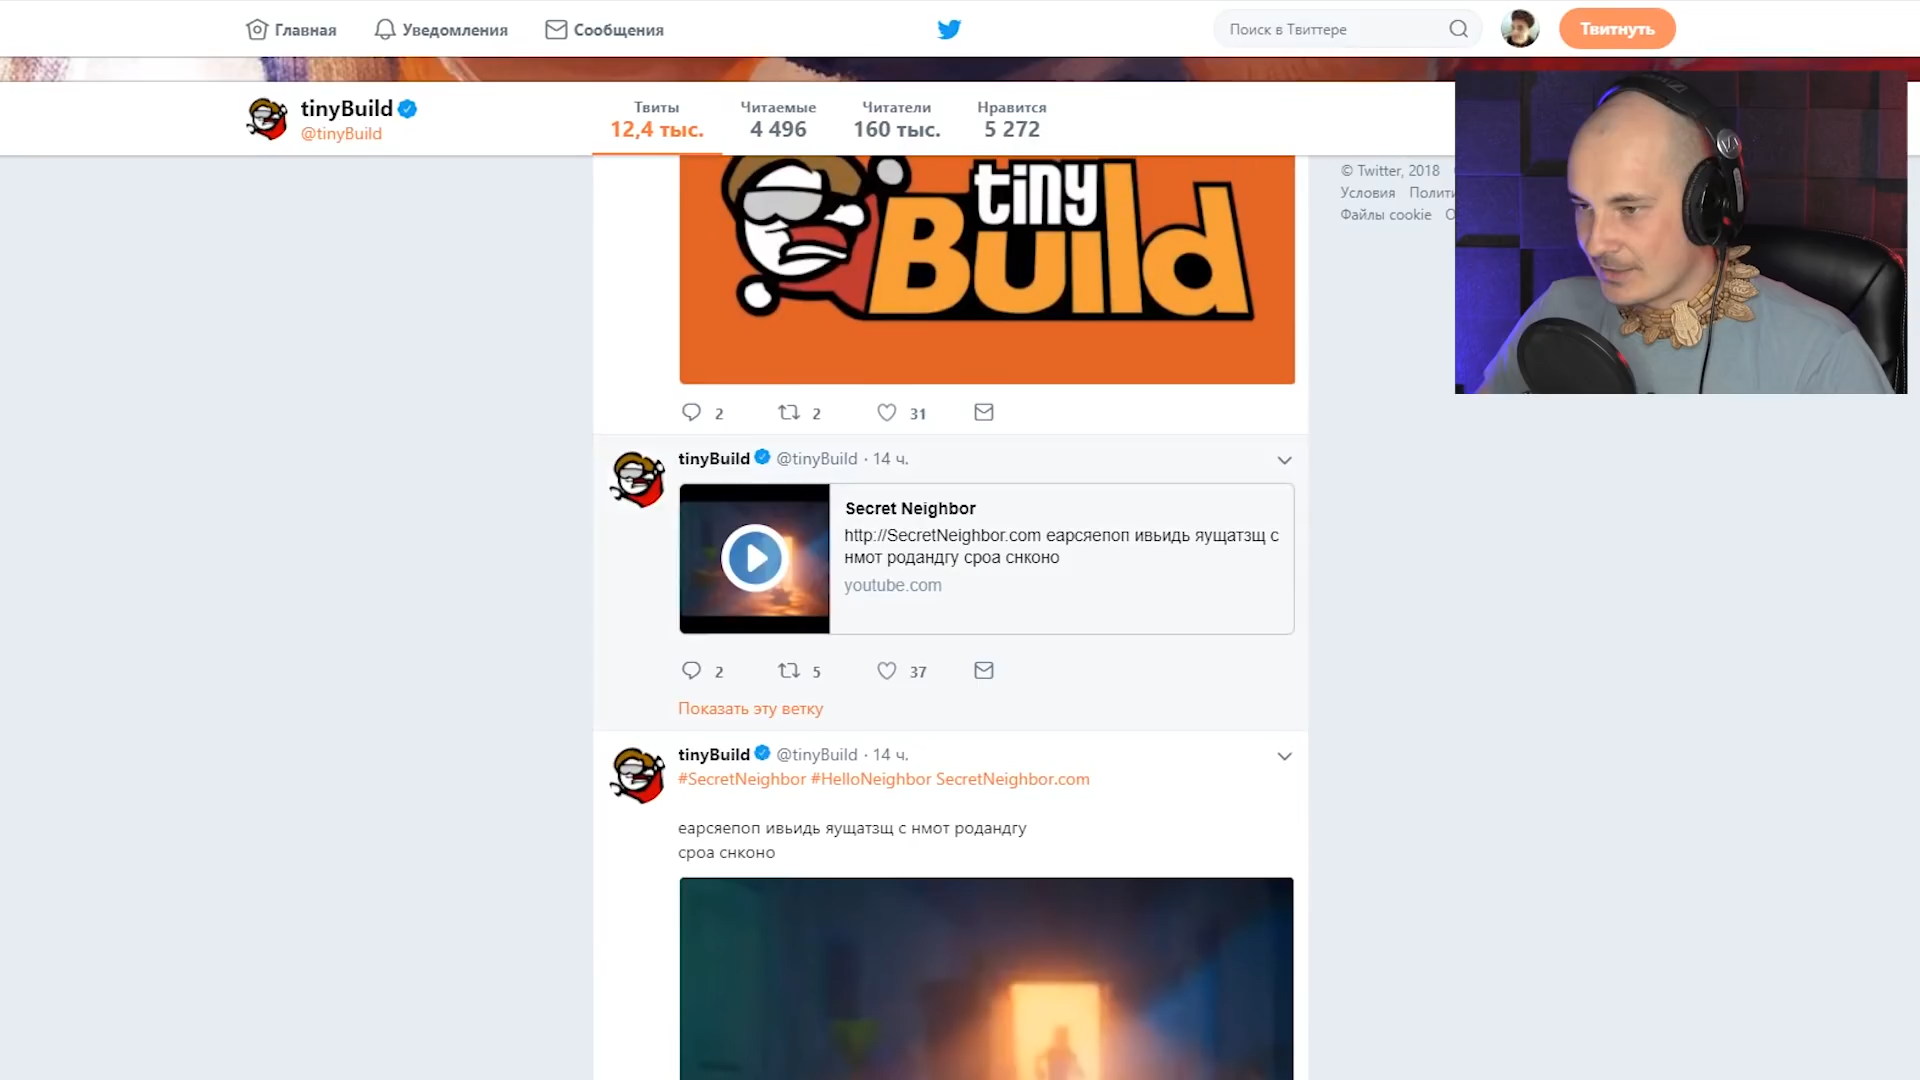 Главная
Уведомления
Сообщения
Поиск в Твиттере
Твитнуть
tinyBuild
@tinyBuild
Твиты
12,4 тыс.
Читаемые
4 496
Читатели
160 тыс.
Нравится
5 272
© Twitter, 2018
Условия
Файлы cookie
tiny
Build
2
2
31
tinyBuild @tinyBuild · 14 ч.
Secret Neighbor
http://SecretNeighbor.com еарсяепоп ивьидь яущатзщ с
нмот родандгу сроа снконо
youtube.com
2
5
37
Показать эту ветку
tinyBuild @tinyBuild · 14 ч.
#SecretNeighbor #HelloNeighbor SecretNeighbor.com
еарсяепоп ивьидь яущатзщ с нмот родандгу
сроа снконо